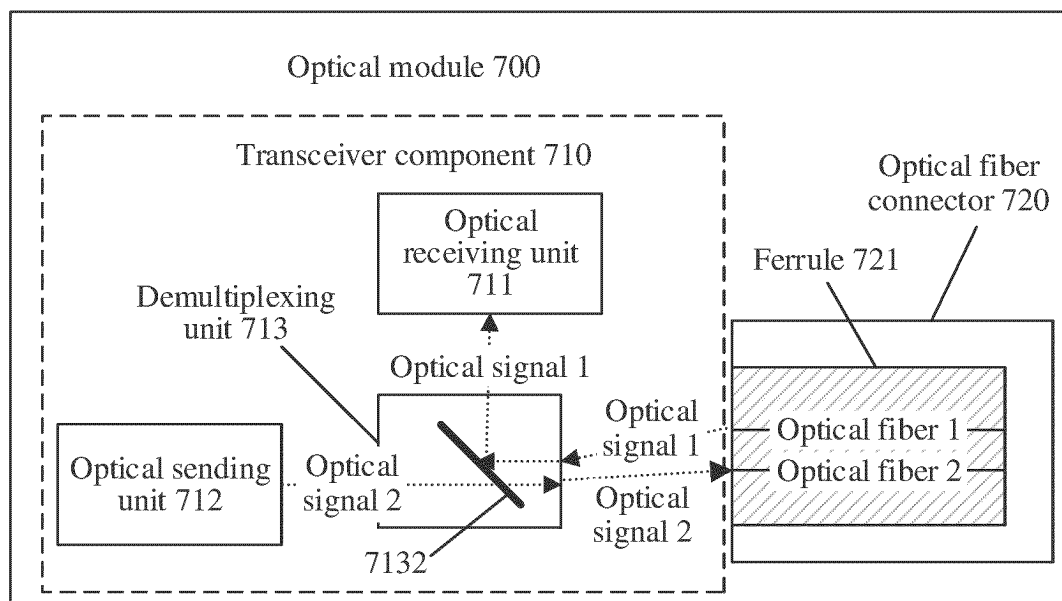 Optical module 700
Transceiver component 710
Optical fiber
connector 720
Optical
receiving unit
711
Ferrule 721
Demultiplexing
unit 713
Optical signal 1
Optical
signal 1
Optical fiber 1
Optical sending
unit 712
Optical
signal 2
Optical fiber 2
Optical
signal 2
7132